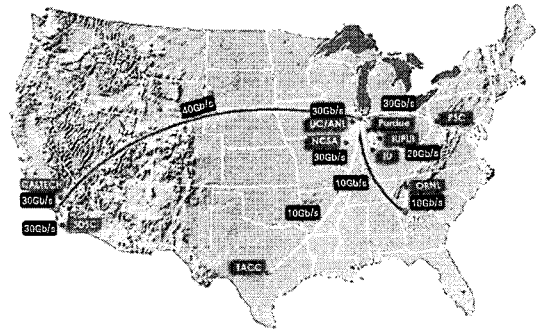 40Gb/s
30Gb/s
30Gb/s
UC/ANL
Purdue
PSC
NCSA
IUPUI
30Gb/s
IU
20Gb/s
CALTECH
10Gb/s
ORNL
30Gb/s
10Gb/s
10Gb/s
30Gb/s
SDSC
TACC